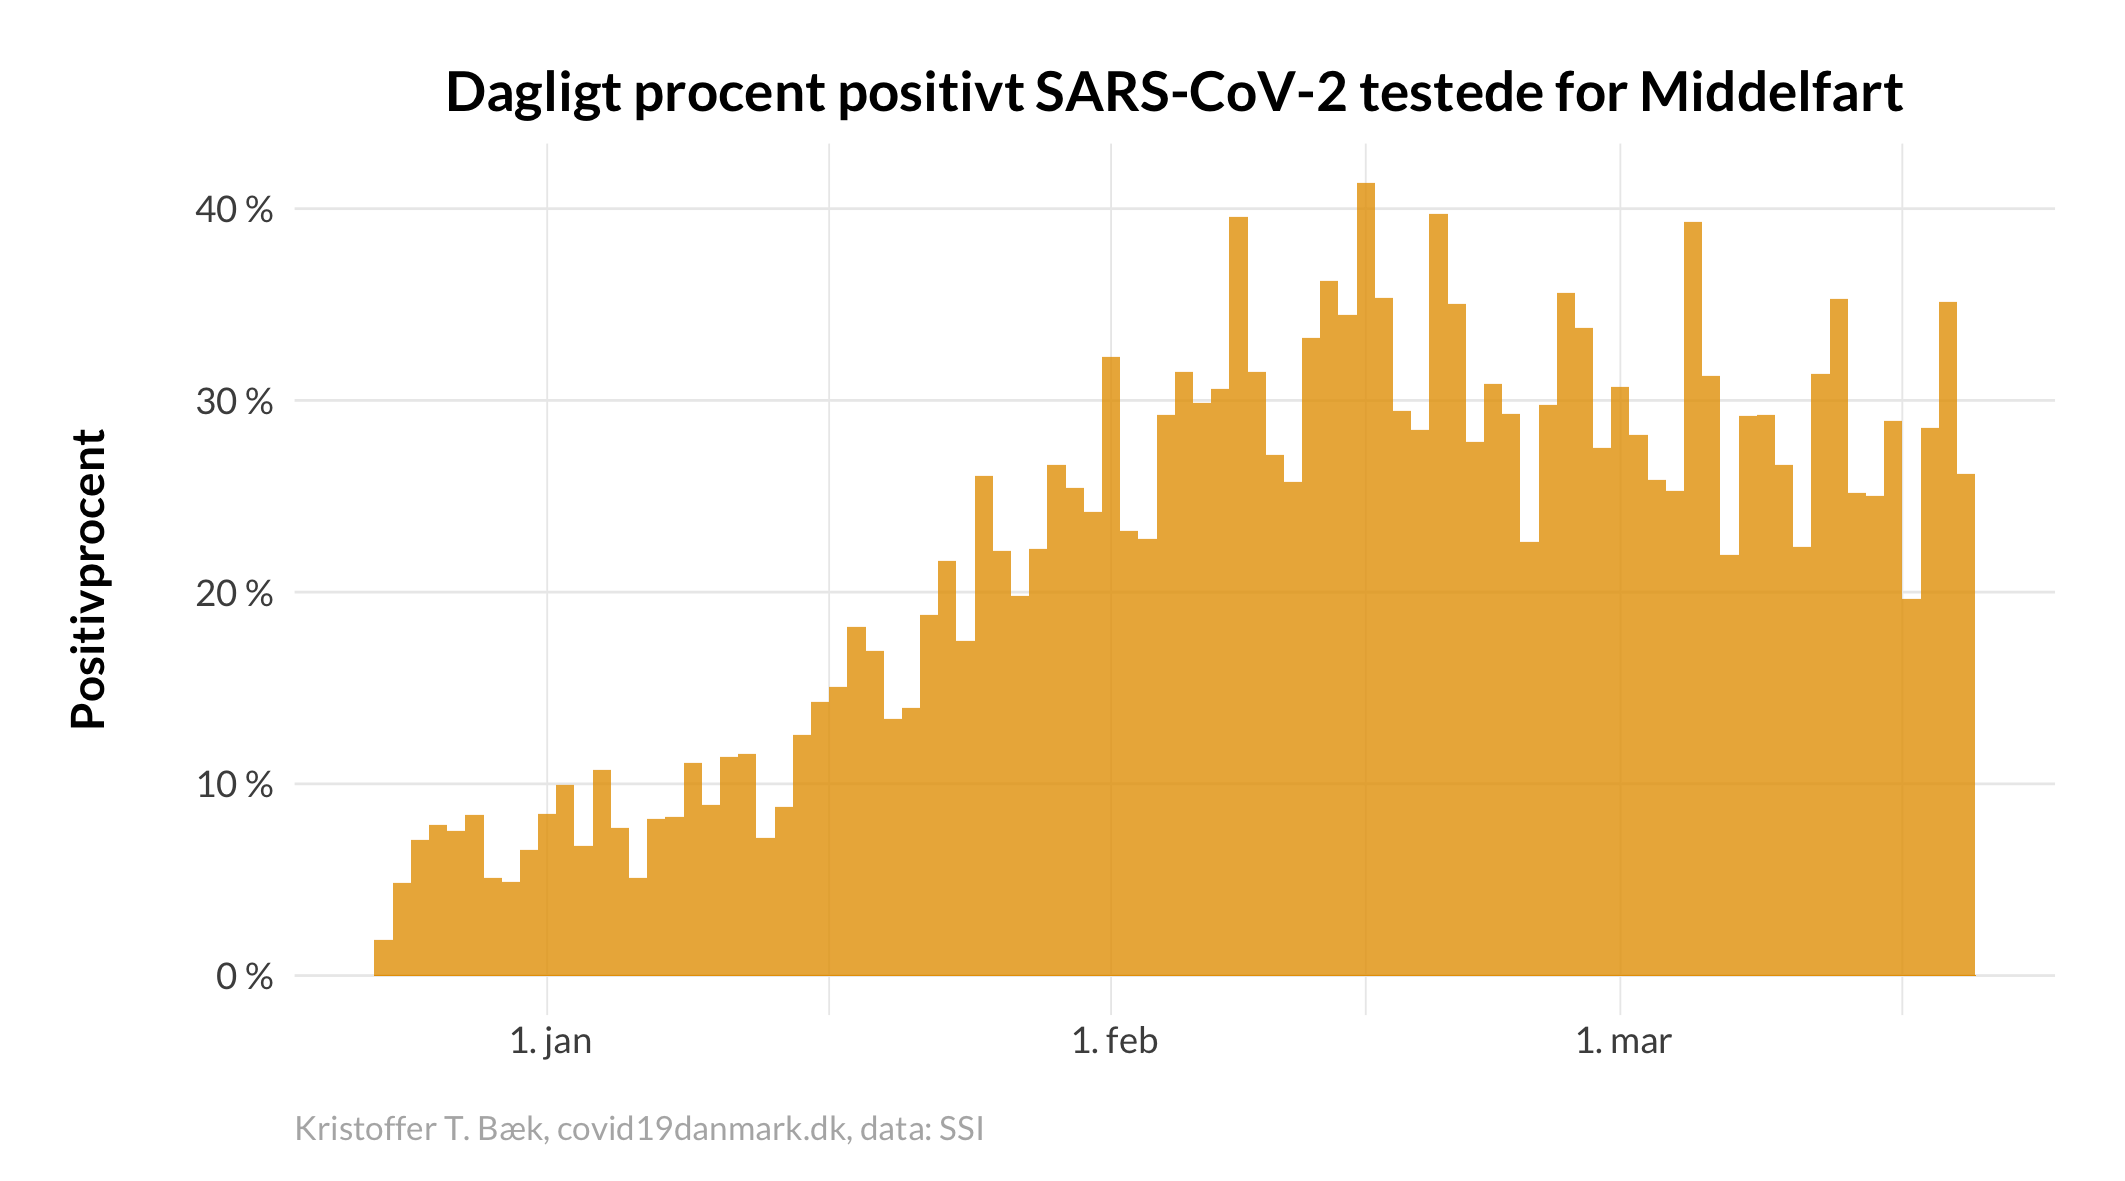 Dagligt procent positivt SARS-CoV-2 testede for Middelfart
Positivprocent
40 %
30 %
20 %
10 %
0 %
1. jan
1. feb
1. mar
Kristoffer T. Bæk, covid19danmark.dk, data: SSI